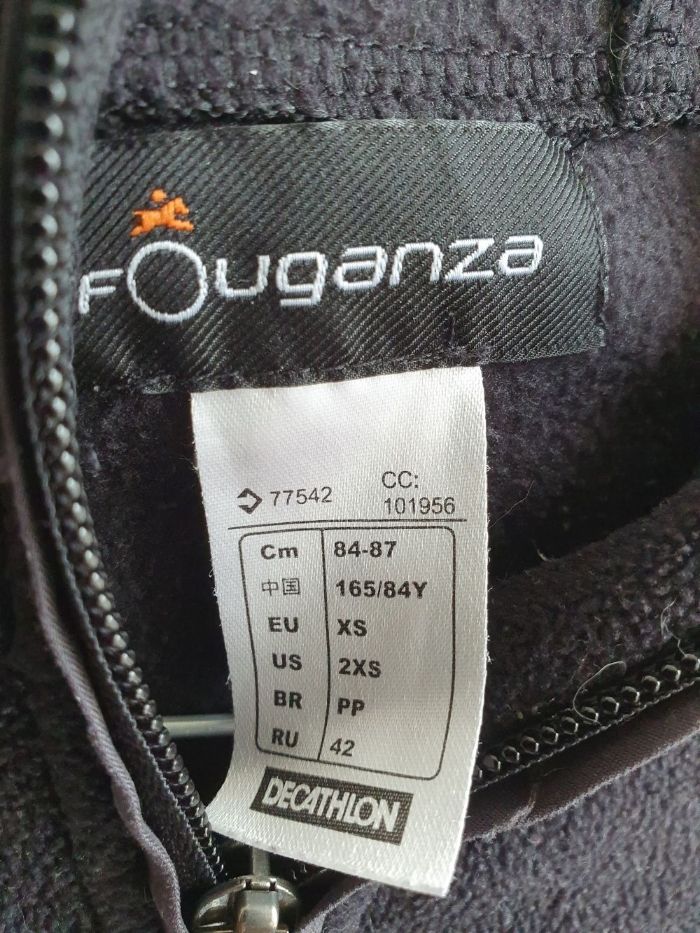 FOUganza
77542 CC:
101956
Cm 84-87
中国 165/84Y
EU XS
US 2XS
BR PP
RU 42
DECATHLON